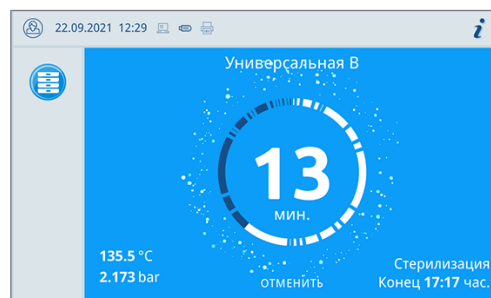 22.09.2021 12:29
i
Универсальная B
13
мин.
135.5 °C
2.173 bar
ОТМЕНИТЬ
Стерилизация
Конец 17:17 час.